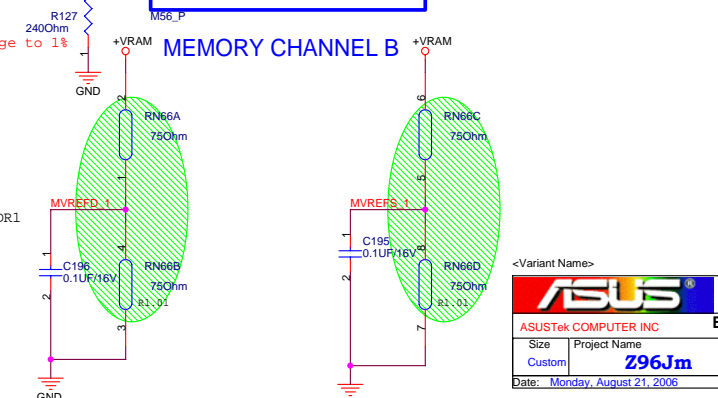 R127
240Ohm
ge to 1%
1
GND
M56_P
MEMORY CHANNEL B
+VRAM
2
RN66A
75Ohm
1
MVREFD_1
DR1
4
RN66B
75Ohm
R1.01
3
1
C196
0.1UF/16V
2
GND
+VRAM
6
RN66C
75Ohm
5
MVREFS_1
8
RN66D
75Ohm
R1.01
7
1
C195
0.1UF/16V
2
<Variant Name>
ASUS®
ASUSTek COMPUTER INC
Size
Project Name
Custom
Z96Jm
Date: Monday, August 21, 2006